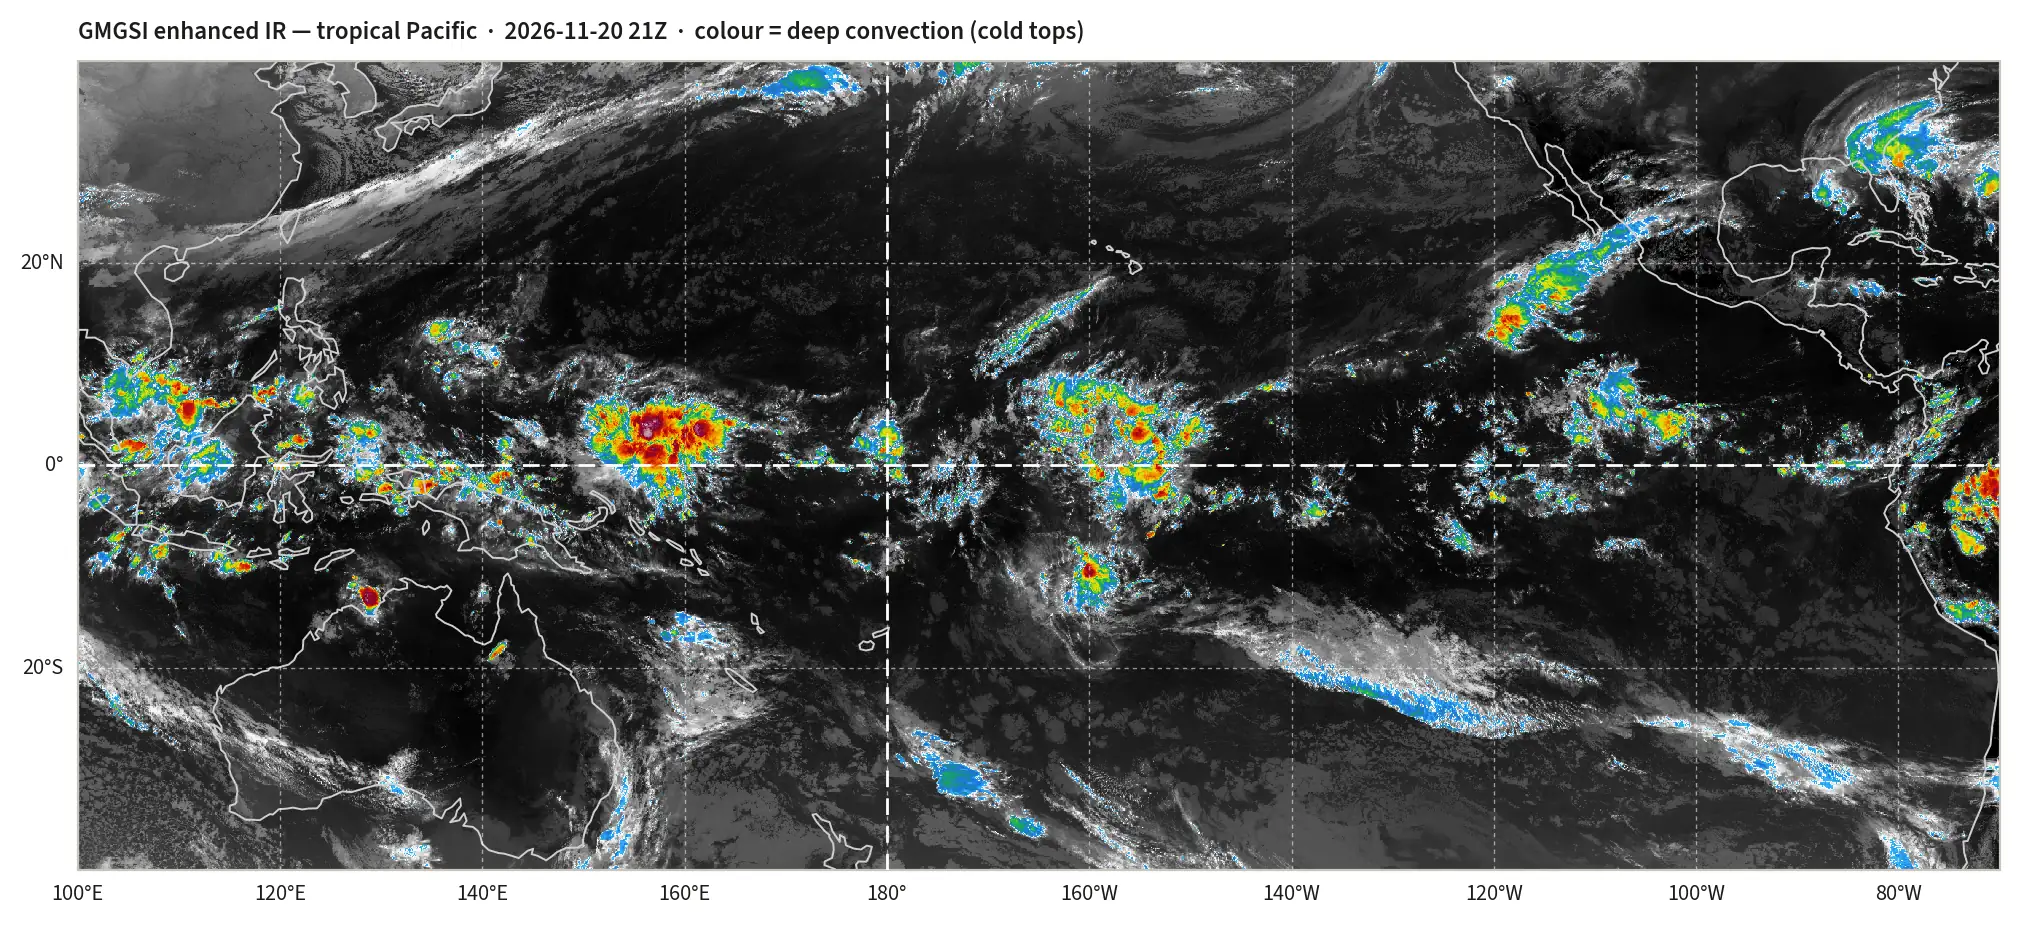 GMGSI enhanced IR — tropical Pacific · 2026-11-20 21Z · colour = deep convection (cold tops)
20°N
0°
20°S
100°E 120°E 140°E 160°E 180° 160°W 140°W 120°W 100°W 80°W